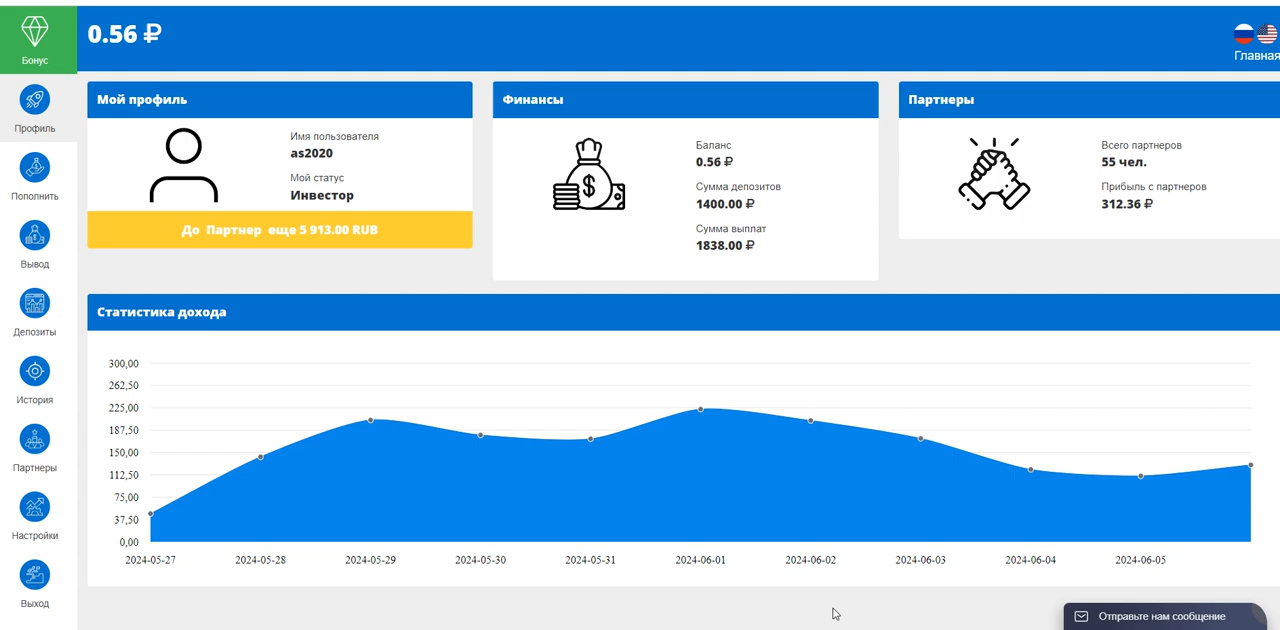 0.56 ₽
Бонус
Главная
Профиль
Пополнить
Вывод
Депозиты
История
Партнеры
Настройки
Выход
Мой профиль
Имя пользователя
as2020
Мой статус
Инвестор
До Партнер еще 5 913.00 RUB
Финансы
Баланс
0.56 ₽
Сумма депозитов
1400.00 ₽
Сумма выплат
1838.00 ₽
Партнеры
Всего партнеров
55 чел.
Прибыль с партнеров
312.36 ₽
Статистика дохода
300,00
262,50
225,00
187,50
150,00
112,50
75,00
37,50
0,00
2024-05-27 2024-05-28 2024-05-29 2024-05-30 2024-05-31 2024-06-01 2024-06-02 2024-06-03 2024-06-04 2024-06-05
Отправьте нам сообщение